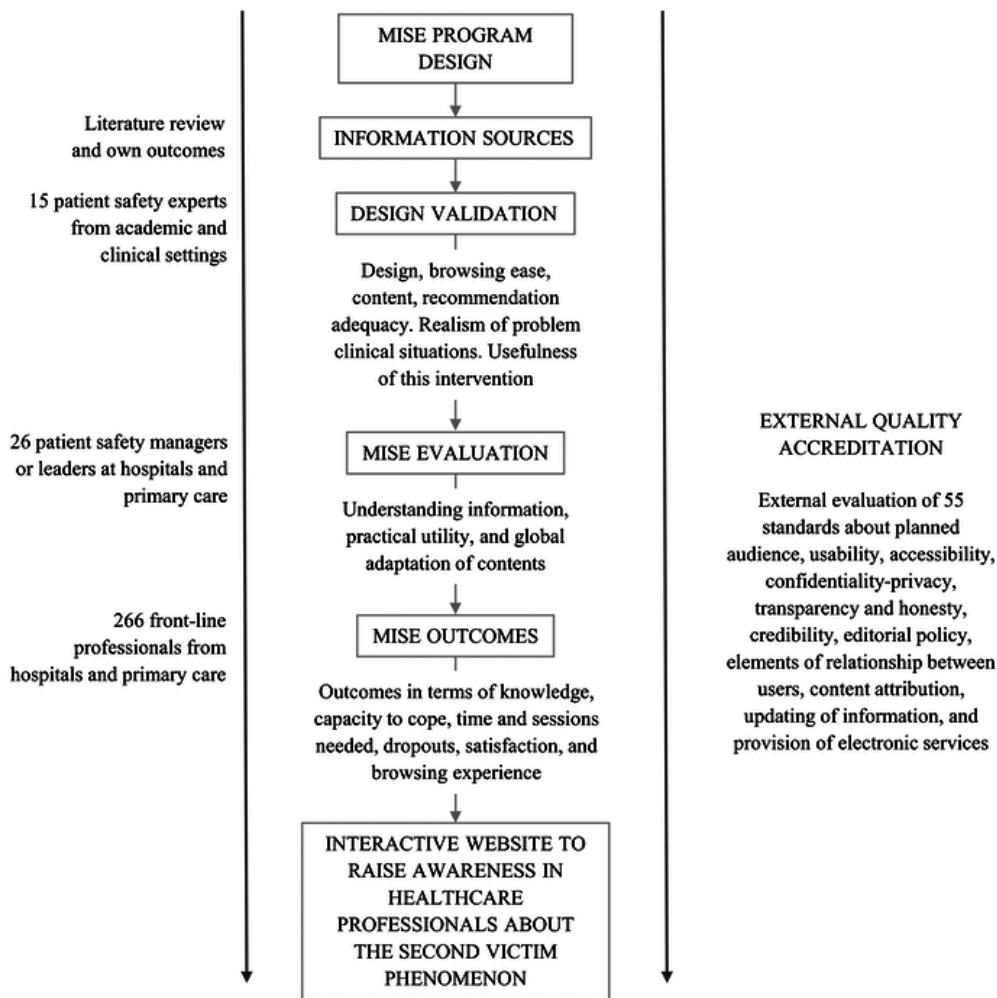 MISE PROGRAM
DESIGN
Literature review
and own outcomes
INFORMATION SOURCES
15 patient safety experts
from academic and
clinical settings
DESIGN VALIDATION
Design, browsing ease,
content, recommendation
adequacy. Realism of problem
clinical situations. Usefulness
of this intervention
26 patient safety managers
or leaders at hospitals and
primary care
MISE EVALUATION
Understanding information,
practical utility, and global
adaptation of contents
266 front-line
professionals from
hospitals and primary care
MISE OUTCOMES
Outcomes in terms of knowledge,
capacity to cope, time and sessions
needed, dropouts, satisfaction, and
browsing experience
INTERACTIVE WEBSITE TO
RAISE AWARENESS IN
HEALTHCARE
PROFESSIONALS ABOUT
THE SECOND VICTIM
PHENOMENON
EXTERNAL QUALITY
ACCREDITATION
External evaluation of 55
standards about planned
audience, usability, accessibility,
confidentiality-privacy,
transparency and honesty,
credibility, editorial policy,
elements of relationship between
users, content attribution,
updating of information, and
provision of electronic services